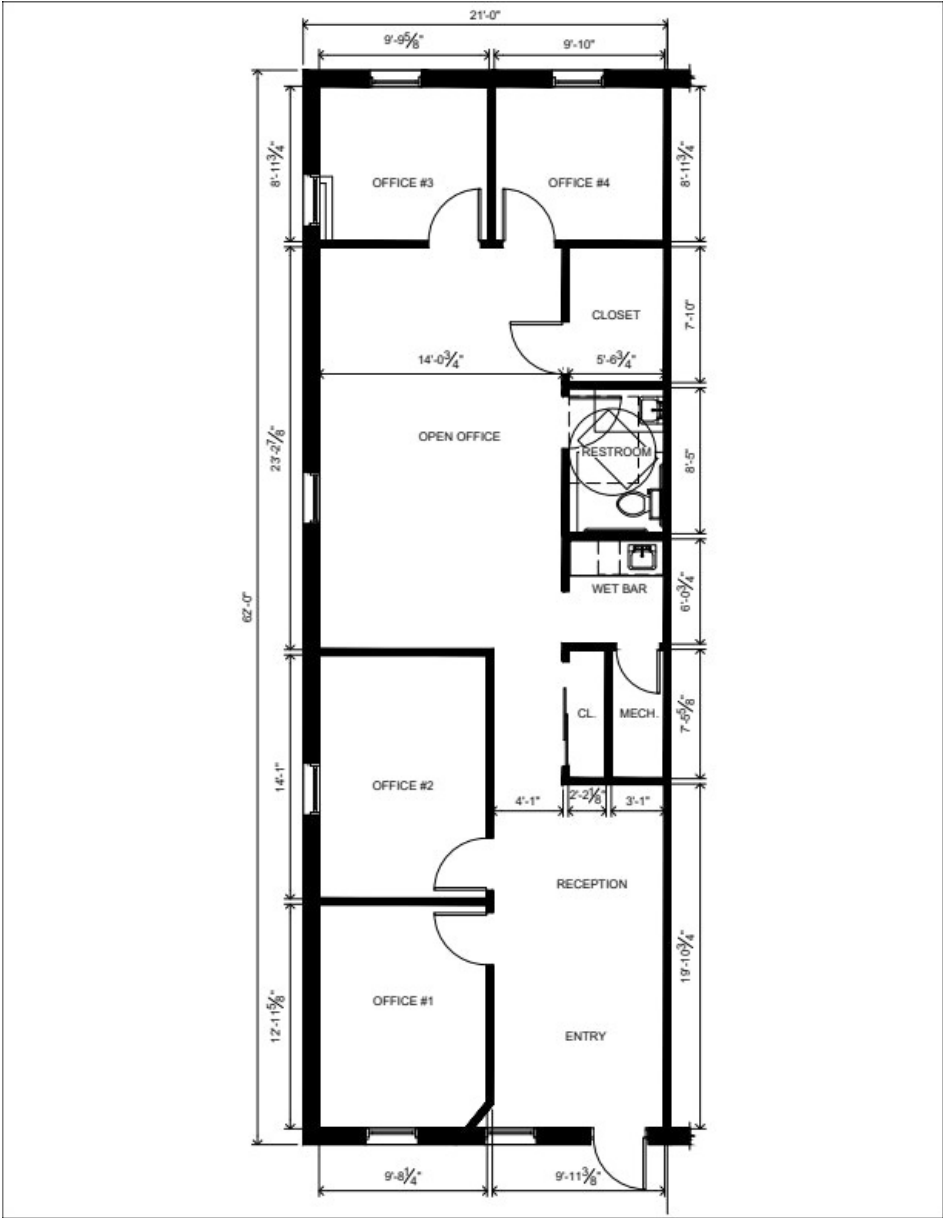 21'-0"
9'-9⅝"
9'-10"
8'-11¾"
8'-11¾"
OFFICE #3
OFFICE #4
CLOSET
7'-10"
14'-0¾"
5'-6¾"
OPEN OFFICE
23'-2⅞"
RESTROOM
8'-5"
WET BAR
6'-0¾"
62'-0"
CL.
MECH.
7'-5⅝"
OFFICE #2
14'-1"
4'-1"
2'-2⅛"
3'-1"
RECEPTION
19'-10¾"
OFFICE #1
12'-11⅝"
ENTRY
9'-8¼"
9'-11⅜"